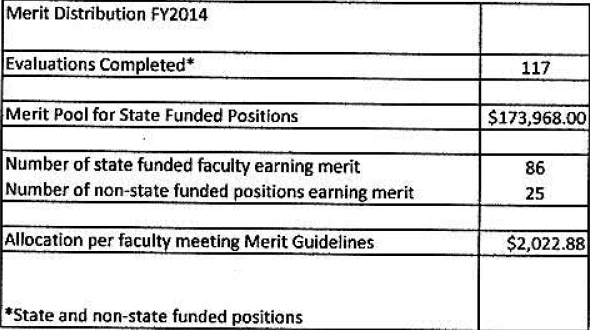 Merit Distribution FY2014
Evaluations Completed* 117
Merit Pool for State Funded Positions $173,968.00
Number of state funded faculty earning merit 86
Number of non-state funded positions earning merit 25
Allocation per faculty meeting Merit Guidelines $2,022.88
*State and non-state funded positions